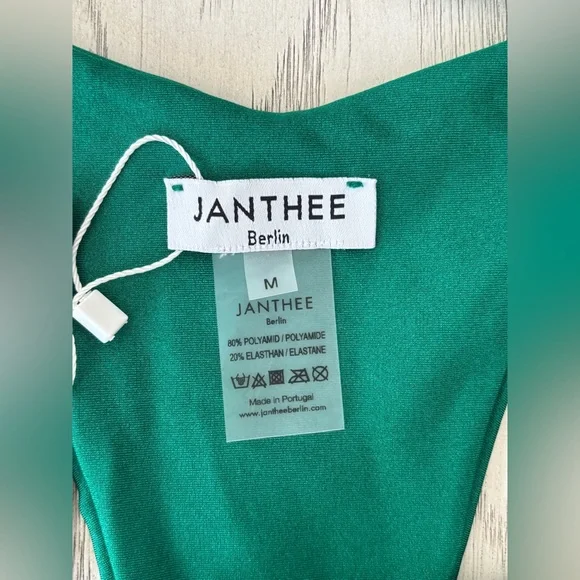 JANTHEE
Berlin
M
JANTHEE
Berlin
80% POLYAMID / POLYAMIDE
20% ELASTHAN / ELASTANE
Made in Portugal
www.jantheeberlin.com